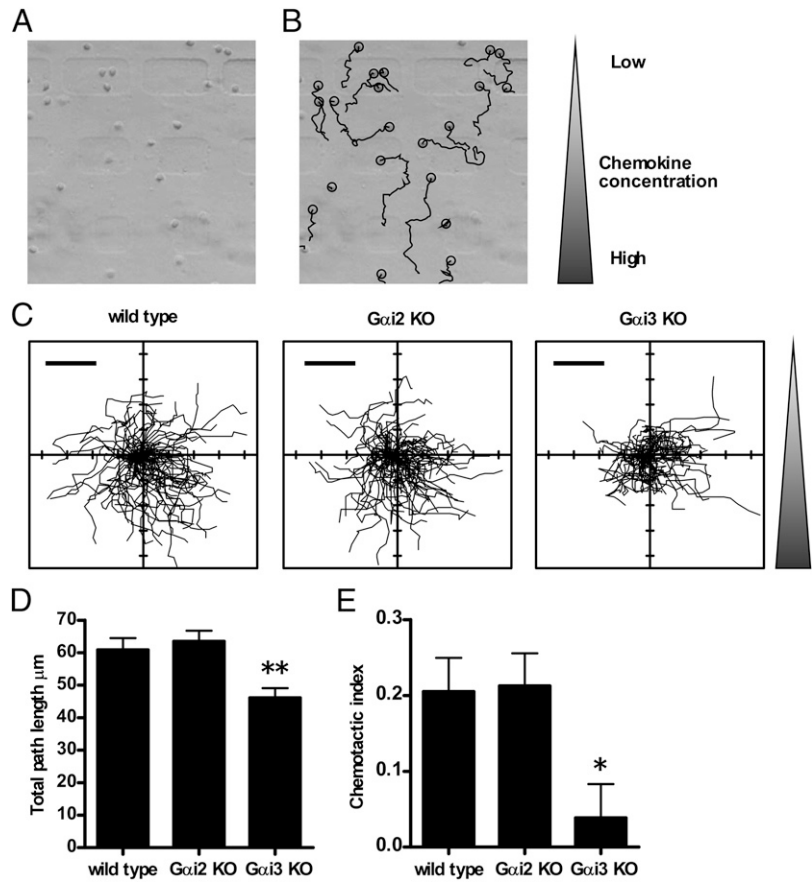 A
B
Low
Chemokine
concentration
High
C
wild type
Gαi2 KO
Gαi3 KO
D
70
60
50
40
30
20
10
0
Total path length μm
**
wild type
Gαi2 KO
Gαi3 KO
E
0.3
0.2
0.1
0.0
Chemotactic index
*
wild type
Gαi2 KO
Gαi3 KO